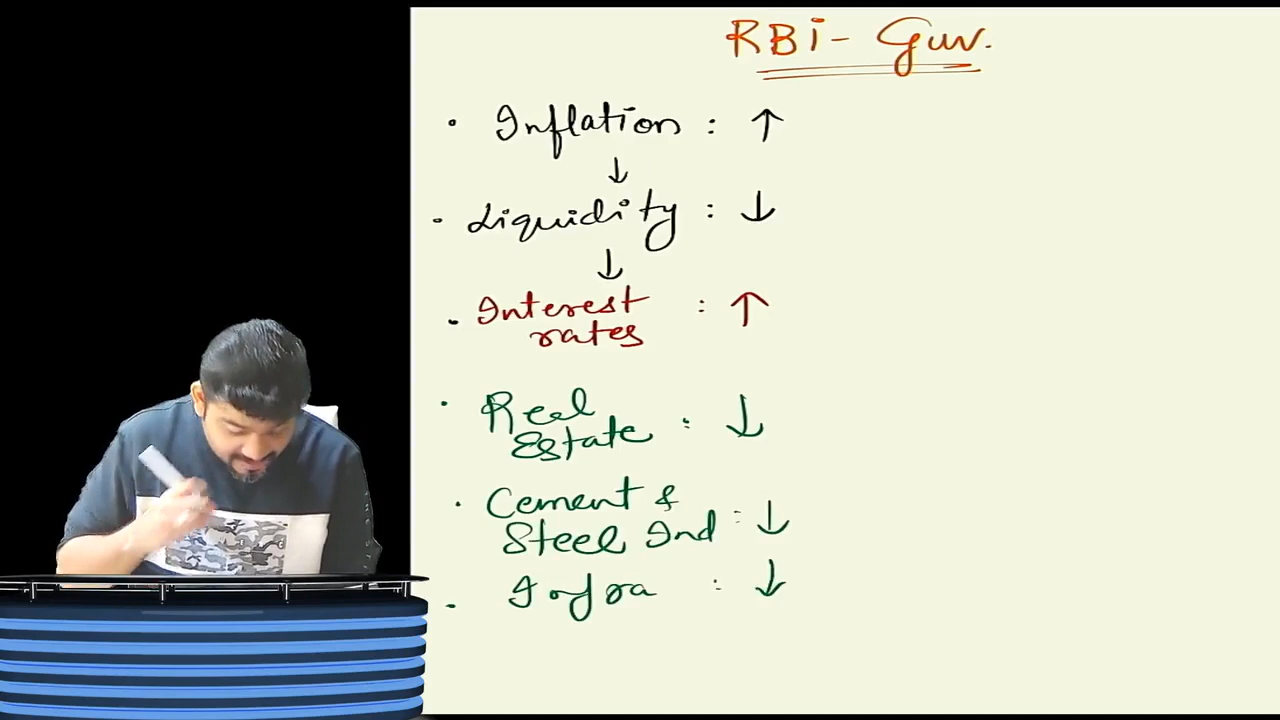 RBI - Guv.
• Inflation : ↑
↓
• Liquidity : ↓
↓
• Interest : ↑
rates
• Real
Estate : ↓
• Cement &
Steel Ind : ↓
• Infra : ↓